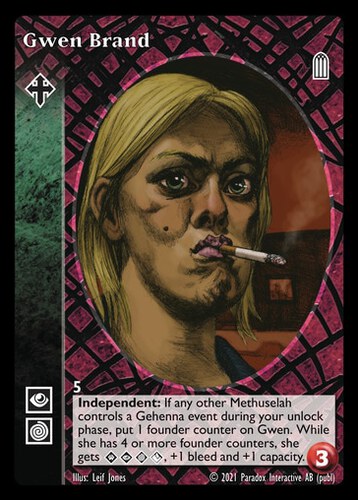 Gwen Brand
5
Independent: If any other Methuselah
controls a Gehenna event during your unlock
phase, put 1 founder counter on Gwen. While
she has 4 or more founder counters, she
gets , +1 bleed and +1 capacity.
3
Illus: Leif Jones © 2021 Paradox Interactive AB (publ)